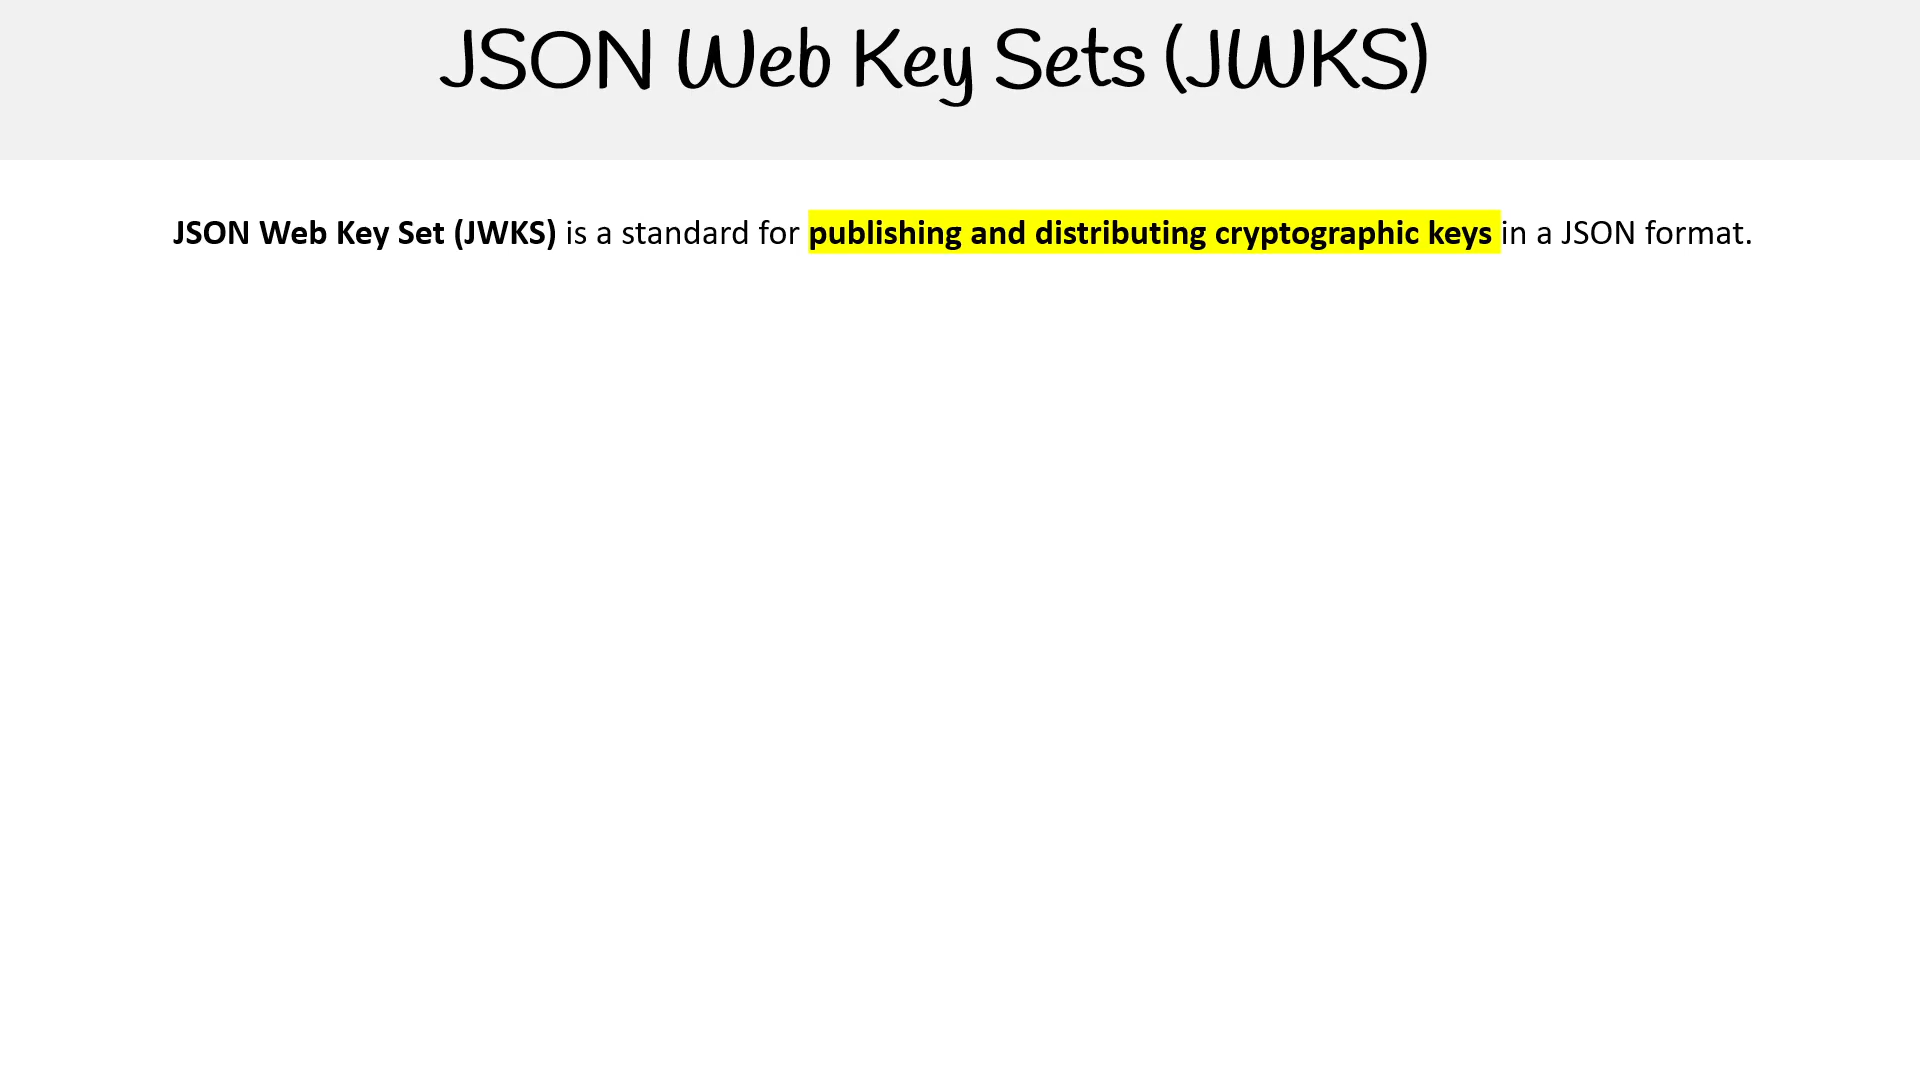 JSON Web Key Sets (JWKS)
JSON Web Key Set (JWKS) is a standard for publishing and distributing cryptographic keys in a JSON format.